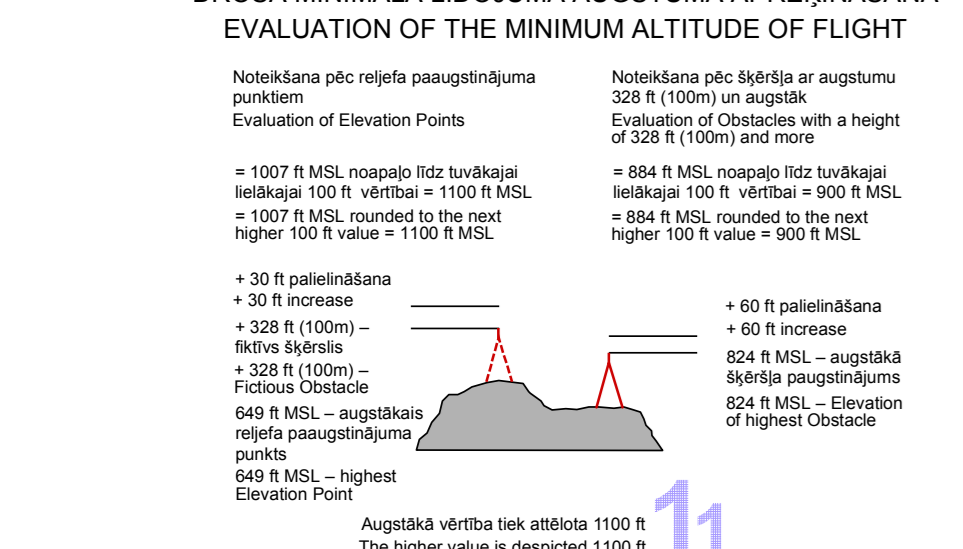 EVALUATION OF THE MINIMUM ALTITUDE OF FLIGHT
Noteikšana pēc reljefa paaugstinājuma
punktiem
Evaluation of Elevation Points
= 1007 ft MSL noapaļo līdz tuvākajai
lielākajai 100 ft vērtībai = 1100 ft MSL
= 1007 ft MSL rounded to the next
higher 100 ft value = 1100 ft MSL
Noteikšana pēc šķēršļa ar augstumu
328 ft (100m) un augstāk
Evaluation of Obstacles with a height
of 328 ft (100m) and more
= 884 ft MSL noapaļo līdz tuvākajai
lielākajai 100 ft vērtībai = 900 ft MSL
= 884 ft MSL rounded to the next
higher 100 ft value = 900 ft MSL
+ 30 ft palielināšana
+ 30 ft increase
+ 328 ft (100m) –
fiktīvs šķērslis
+ 328 ft (100m) –
Fictious Obstacle
649 ft MSL – augstākais
reljefa paaugstinājuma
punkts
649 ft MSL – highest
Elevation Point
+ 60 ft palielināšana
+ 60 ft increase
824 ft MSL – augstākā
šķēršļa paugstinājums
824 ft MSL – Elevation
of highest Obstacle
Augstākā vērtība tiek attēlota 1100 ft
The higher value is despicted 1100 ft
11